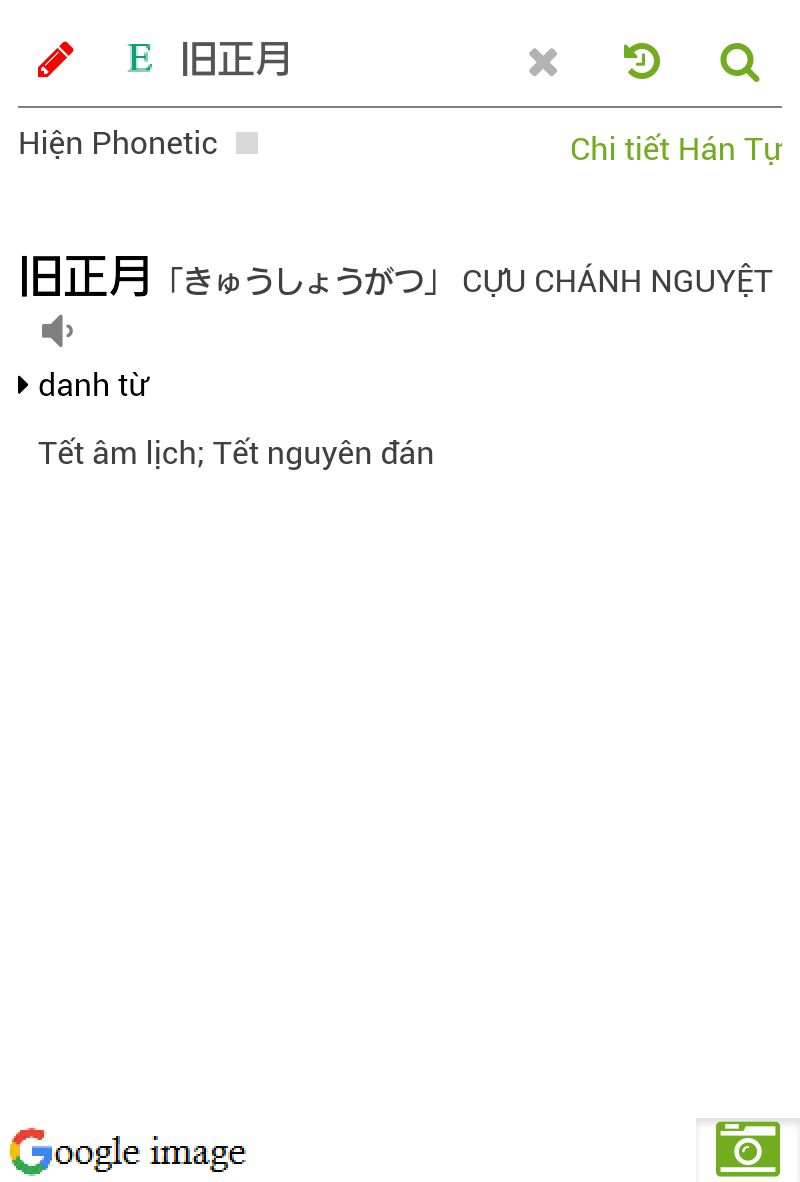 E 旧正月
Hiện Phonetic
Chi tiết Hán Tự
旧正月「きゅうしょうがつ」 CỰU CHÁNH NGUYỆT
danh từ
Tết âm lịch; Tết nguyên đán
Google image